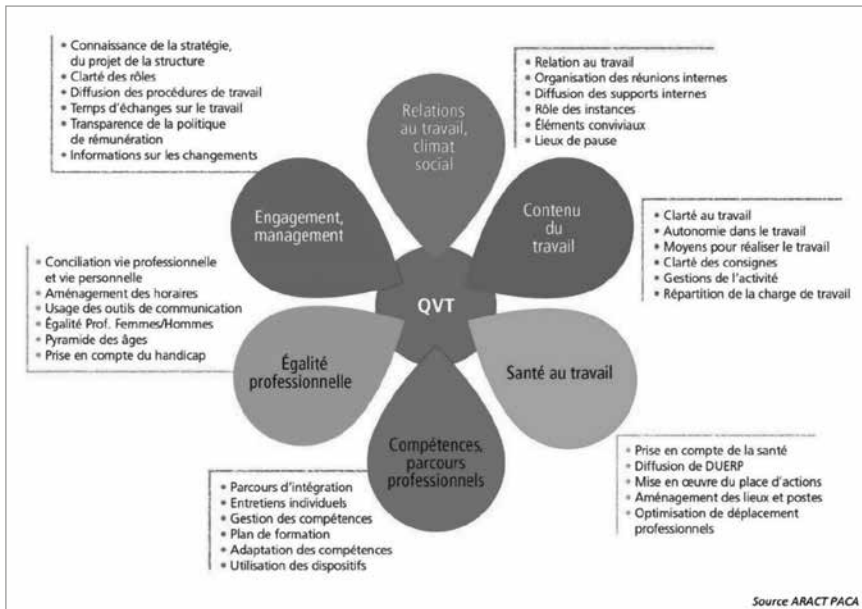 • Connaissance de la stratégie,
du projet de la structure
• Clarté des rôles
• Diffusion des procédures de travail
• Temps d'échanges sur le travail
• Transparence de la politique
de rémunération
• Informations sur les changements
Relations
au travail,
climat
social
• Relation au travail
• Organisation des réunions internes
• Diffusion des supports internes
• Rôle des instances
• Éléments conviviaux
• Lieux de pause
Engagement,
management
Contenu
du
travail
• Clarté au travail
• Autonomie dans le travail
• Moyens pour réaliser le travail
• Clarté des consignes
• Gestions de l'activité
• Répartition de la charge de travail
• Conciliation vie professionnelle
et vie personnelle
• Aménagement des horaires
• Usage des outils de communication
• Égalité Prof. Femmes/Hommes
• Pyramide des âges
• Prise en compte du handicap
QVT
Égalité
professionnelle
Santé au travail
Compétences,
parcours
professionnels
• Prise en compte de la santé
• Diffusion de DUERP
• Mise en œuvre du place d'actions
• Aménagement des lieux et postes
• Optimisation de déplacement
professionnels
• Parcours d'intégration
• Entretiens individuels
• Gestion des compétences
• Plan de formation
• Adaptation des compétences
• Utilisation des dispositifs
Source ARACT PACA